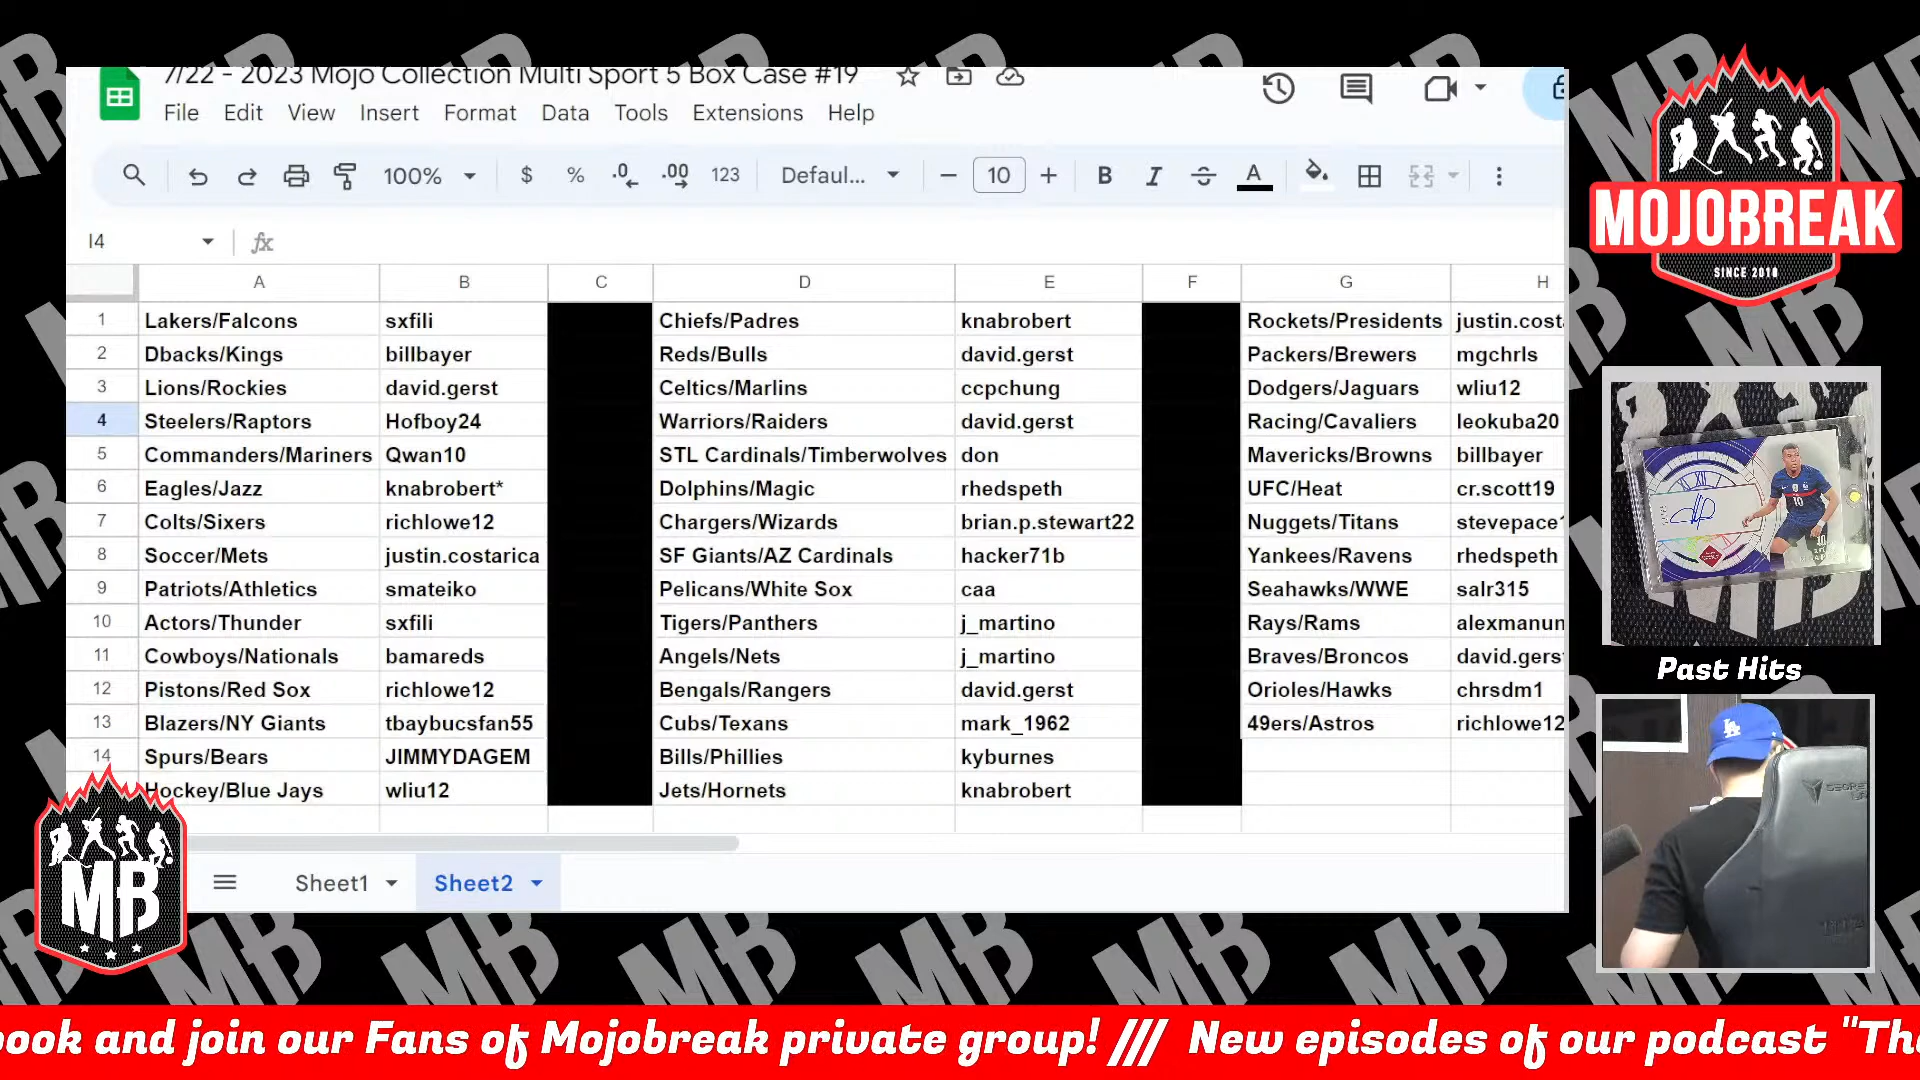 7/22 - 2023 Mojo Collection Multi Sport 5 Box Case #19
File Edit View Insert Format Data Tools Extensions Help
100% $ % .0 .00 123 Defaul... 10 B I A
I4 fx
A B C D E F G H
1 Lakers/Falcons sxfili Chiefs/Padres knabrobert Rockets/Presidents justin.cost
2 Dbacks/Kings billbayer Reds/Bulls david.gerst Packers/Brewers mgchrls
3 Lions/Rockies david.gerst Celtics/Marlins ccpchung Dodgers/Jaguars wliu12
4 Steelers/Raptors Hofboy24 Warriors/Raiders david.gerst Racing/Cavaliers leokuba20
5 Commanders/Mariners Qwan10 STL Cardinals/Timberwolves don Mavericks/Browns billbayer
6 Eagles/Jazz knabrobert* Dolphins/Magic rhedspeth UFC/Heat cr.scott19
7 Colts/Sixers richlowe12 Chargers/Wizards brian.p.stewart22 Nuggets/Titans stevepace
8 Soccer/Mets justin.costarica SF Giants/AZ Cardinals hacker71b Yankees/Ravens rhedspeth
9 Patriots/Athletics smateiko Pelicans/White Sox caa Seahawks/WWE salr315
10 Actors/Thunder sxfili Tigers/Panthers j_martino Rays/Rams alexmanun
11 Cowboys/Nationals bamareds Angels/Nets j_martino Braves/Broncos david.gers
12 Pistons/Red Sox richlowe12 Bengals/Rangers david.gerst Orioles/Hawks chrsdm1
13 Blazers/NY Giants tbaybucsfan55 Cubs/Texans mark_1962 49ers/Astros richlowe12
14 Spurs/Bears JIMMYDAGEM Bills/Phillies kyburnes
Hockey/Blue Jays wliu12 Jets/Hornets knabrobert
Sheet1 Sheet2
MOJOBREAK
SINCE 2010
Past Hits
MB
book and join our Fans of Mojobreak private group! /// New episodes of our podcast "Th